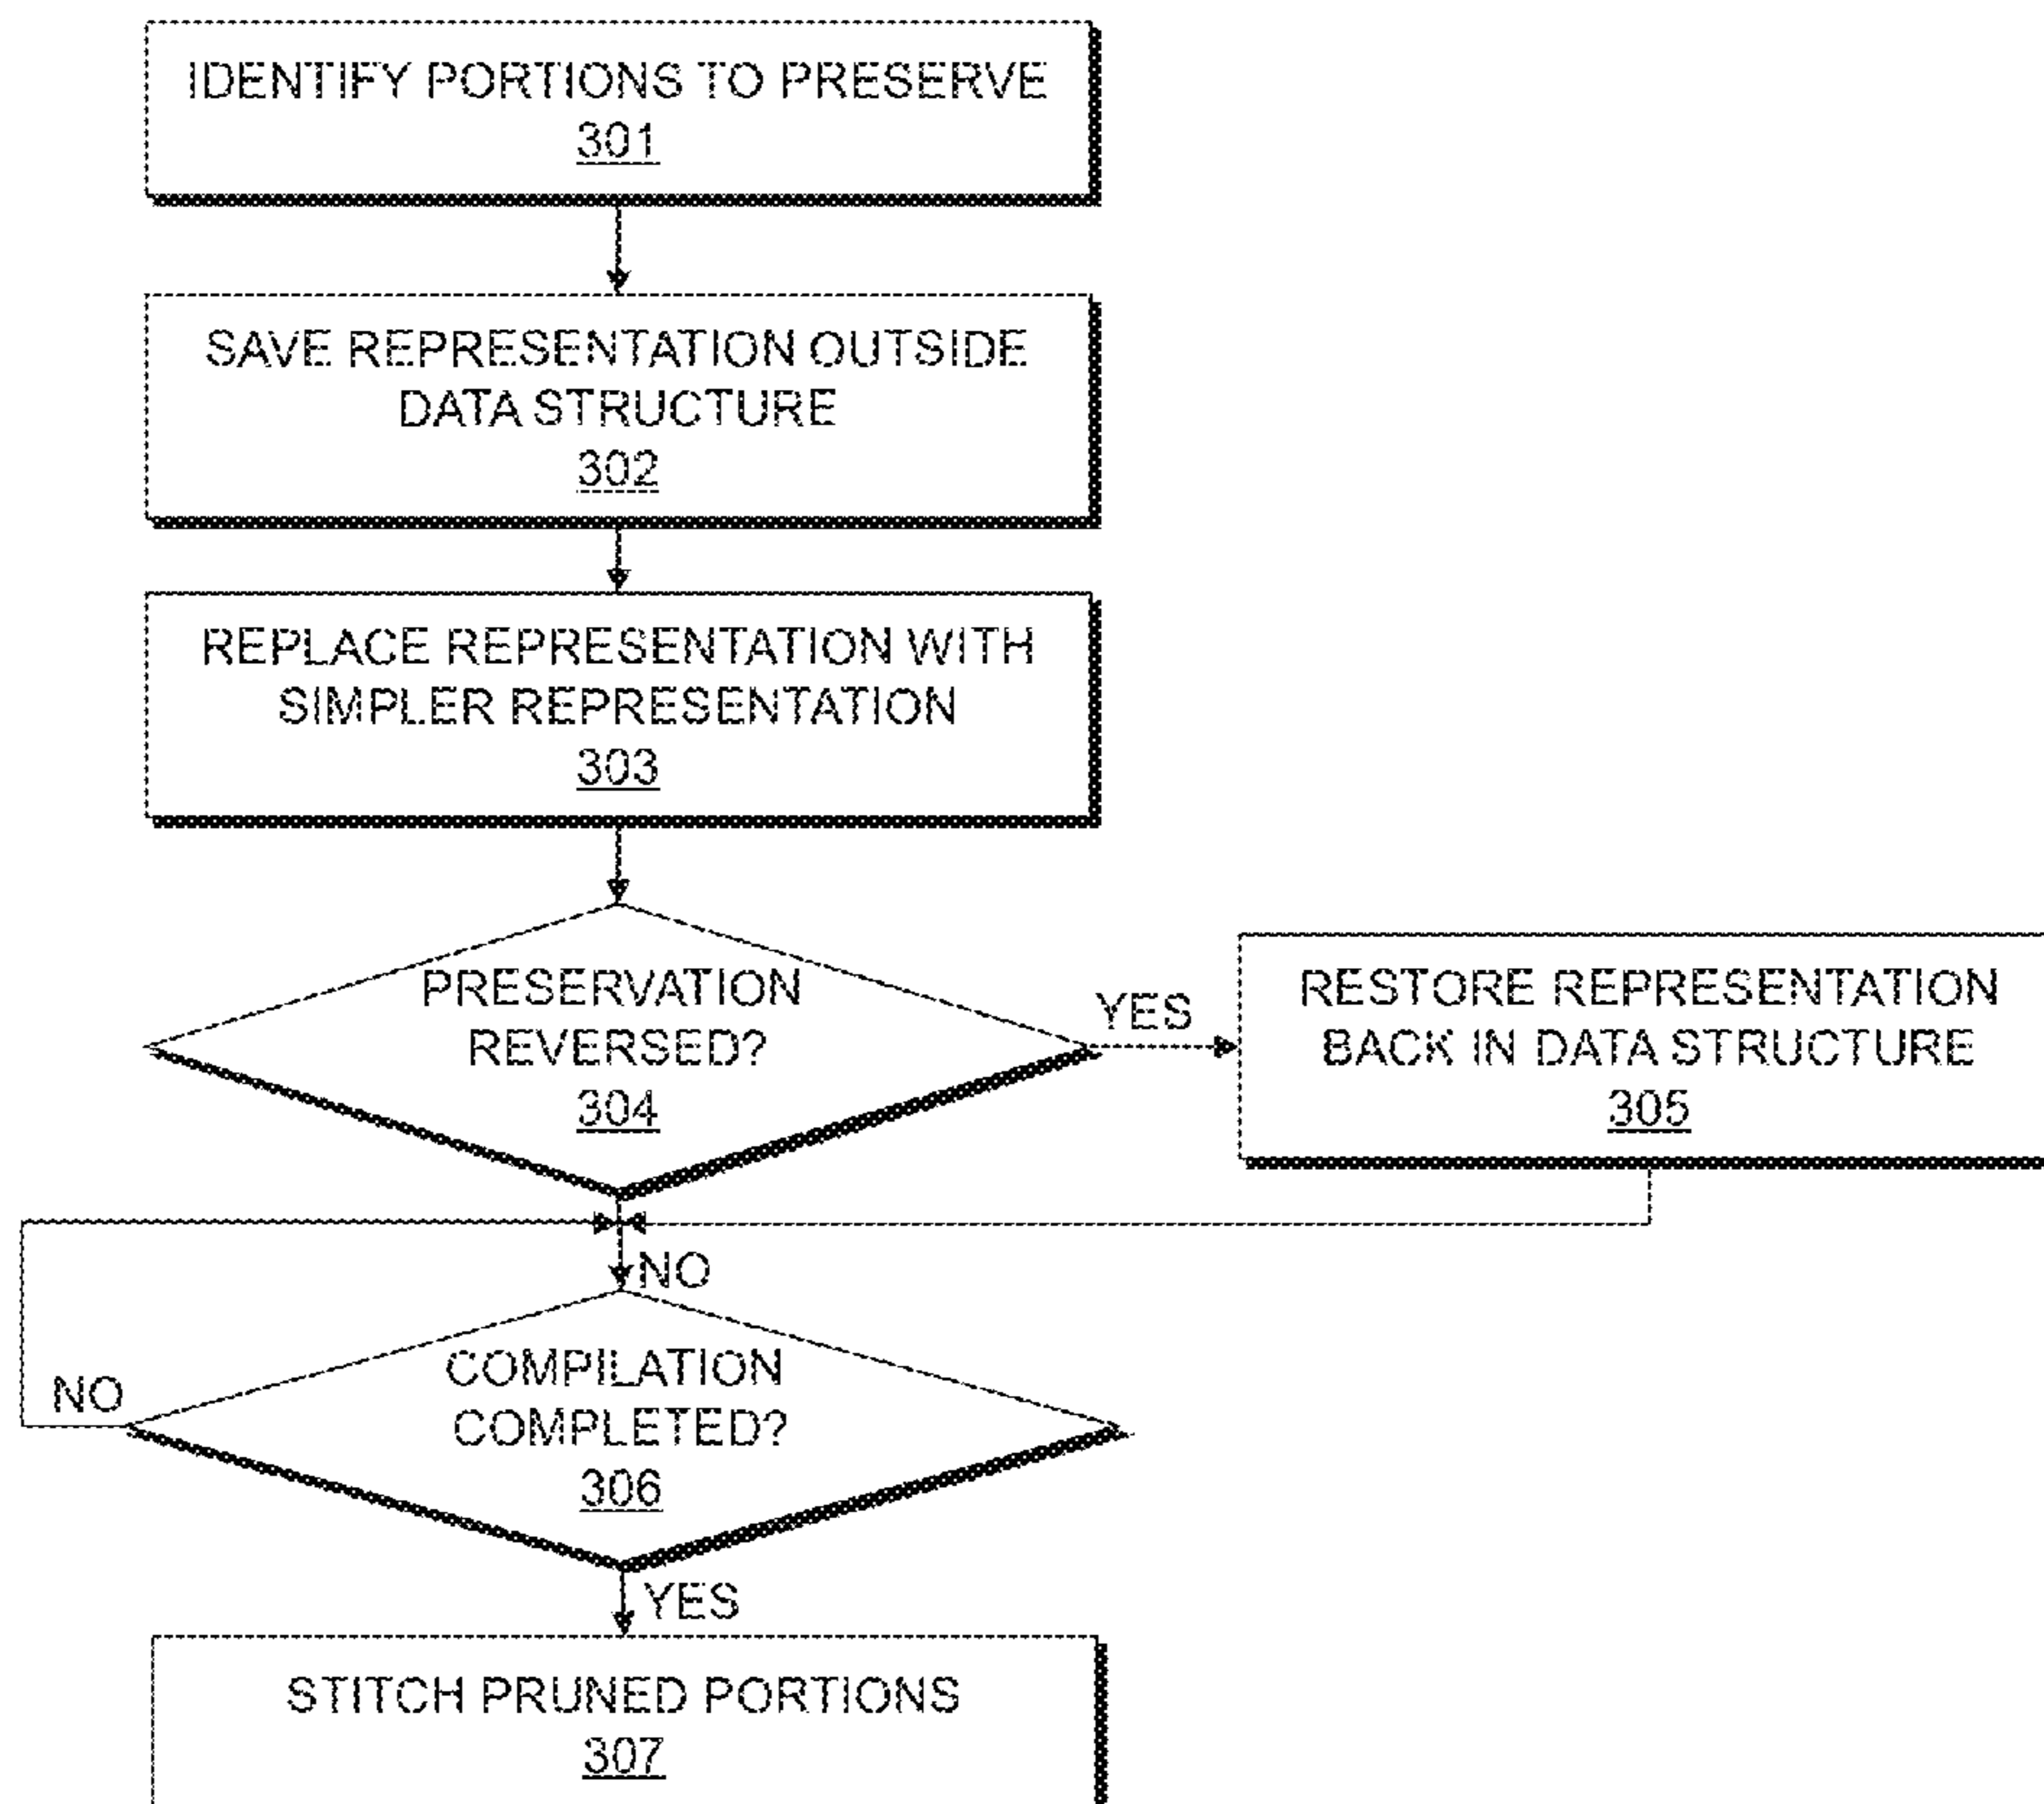 IDENTIFY PORTIONS TO PRESERVE
301
SAVE REPRESENTATION OUTSIDE
DATA STRUCTURE
302
REPLACE REPRESENTATION WITH
SIMPLER REPRESENTATION
303
PRESERVATION
REVERSED?
304
YES
RESTORE REPRESENTATION
BACK IN DATA STRUCTURE
305
NO
COMPILATION
COMPLETED?
306
NO
YES
STITCH PRUNED PORTIONS
307